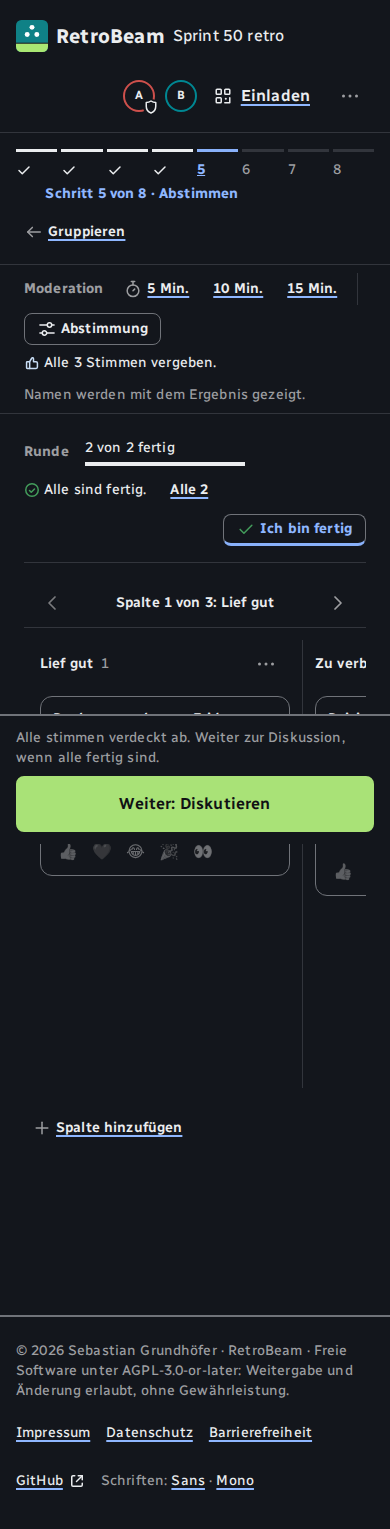 RetroBeam Sprint 50 retro
A B Einladen
5 6 7 8
Schritt 5 von 8 · Abstimmen
Gruppieren
Moderation 5 Min. 10 Min. 15 Min.
Abstimmung
Alle 3 Stimmen vergeben.
Namen werden mit dem Ergebnis gezeigt.
Runde 2 von 2 fertig
Alle sind fertig. Alle 2
Ich bin fertig
Spalte 1 von 3: Lief gut
Lief gut 1 Zu verb
Alle stimmen verdeckt ab. Weiter zur Diskussion,
wenn alle fertig sind.
Weiter: Diskutieren
Spalte hinzufügen
© 2026 Sebastian Grundhöfer · RetroBeam · Freie
Software unter AGPL-3.0-or-later: Weitergabe und
Änderung erlaubt, ohne Gewährleistung.
Impressum Datenschutz Barrierefreiheit
GitHub Schriften: Sans · Mono